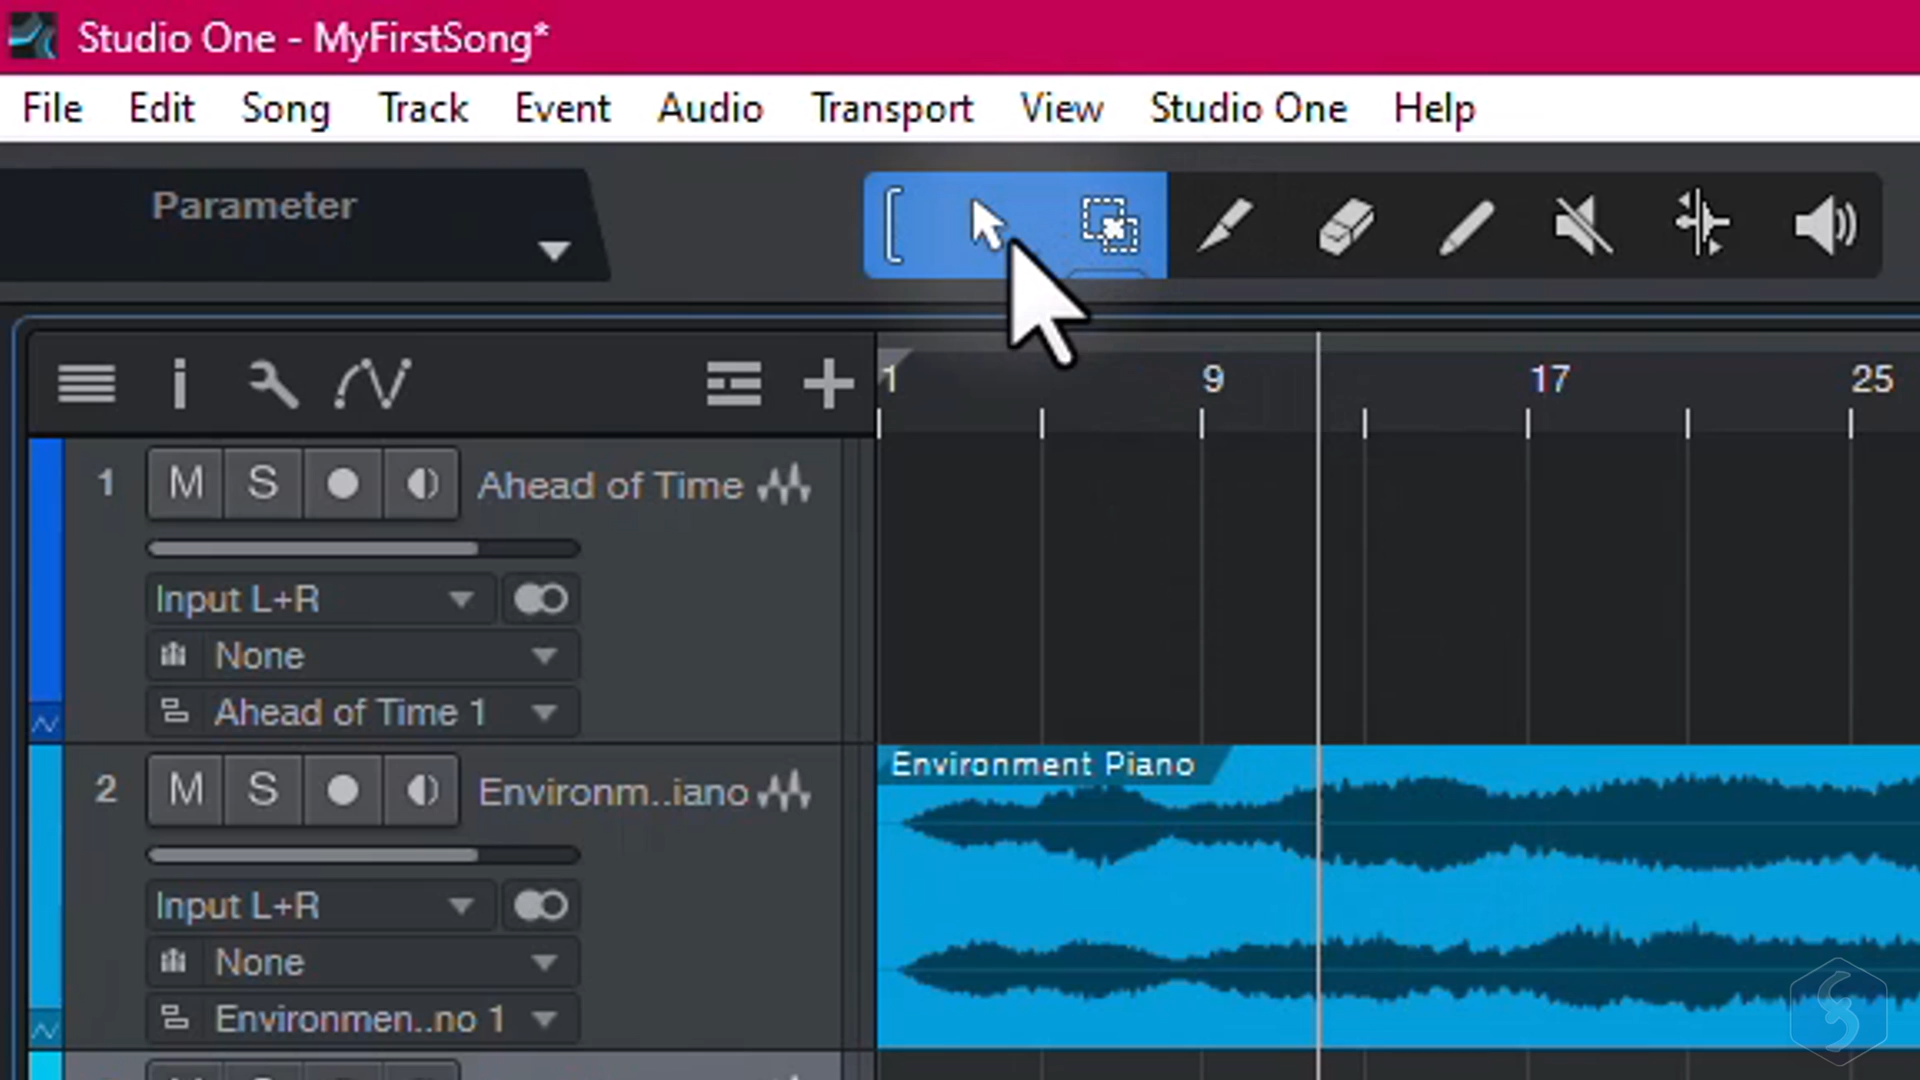 Studio One - MyFirstSong*
File Edit Song Track Event Audio Transport View Studio One Help
Parameter
1 9 17 25
1 M S Ahead of Time
Input L+R
None
Ahead of Time 1
Environment Piano
2 M S Environm..iano
Input L+R
None
Environmen..no 1